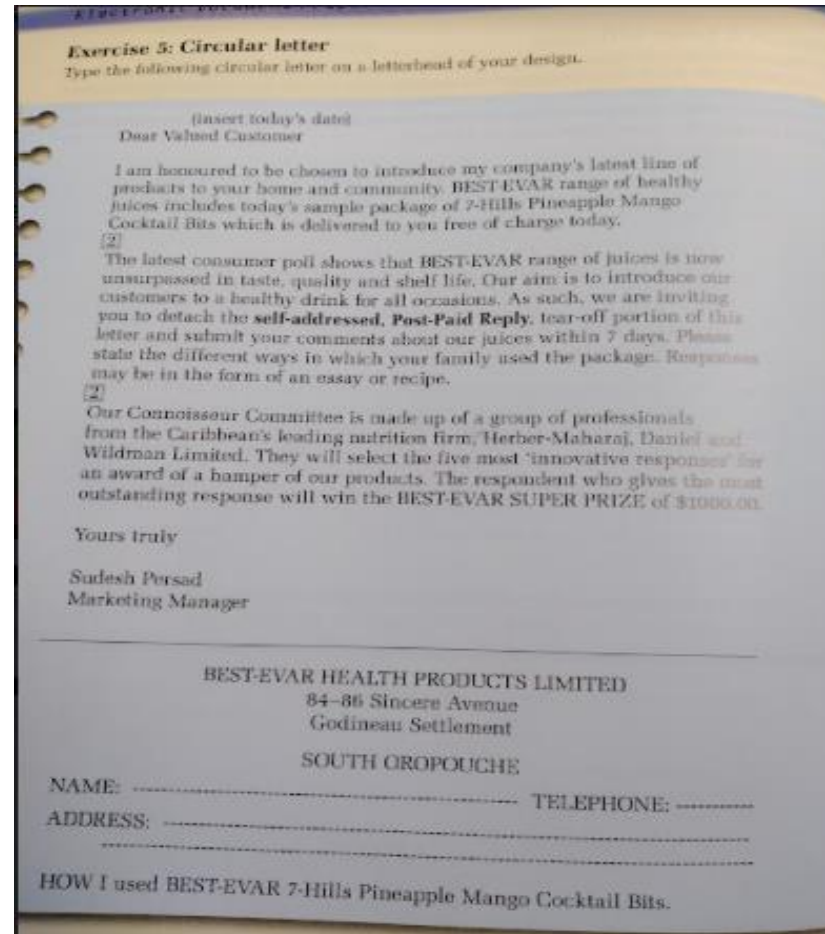 Exercise 5: Circular letter
Type the following circular letter on a letterhead of your design.
(insert today's date)
Dear Valued Customer
I am honoured to be chosen to introduce my company's latest line of
products to your home and community. BEST-EVAR range of healthy
juices includes today's sample package of 7-Hills Pineapple Mango
Cocktail Bits which is delivered to you free of charge today.
[2]
The latest consumer poll shows that BEST-EVAR range of juices is now
unsurpassed in taste, quality and shelf life. Our aim is to introduce our
customers to a healthy drink for all occasions. As such, we are inviting
you to detach the self-addressed, Post-Paid Reply, tear-off portion of this
letter and submit your comments about our juices within 7 days. Please
state the different ways in which your family used the package. Responses
may be in the form of an essay or recipe.
[2]
Our Connoisseur Committee is made up of a group of professionals
from the Caribbean's leading nutrition firm, Herber-Maharaj, Daniel and
Wildman Limited. They will select the five most 'innovative responses' for
an award of a hamper of our products. The respondent who gives the most
outstanding response will win the BEST-EVAR SUPER PRIZE of $1000.00.
Yours truly
Sudesh Persad
Marketing Manager
BEST-EVAR HEALTH PRODUCTS LIMITED
84–86 Sincere Avenue
Godineau Settlement
SOUTH OROPOUCHE
NAME: TELEPHONE:
ADDRESS:
HOW I used BEST-EVAR 7-Hills Pineapple Mango Cocktail Bits.